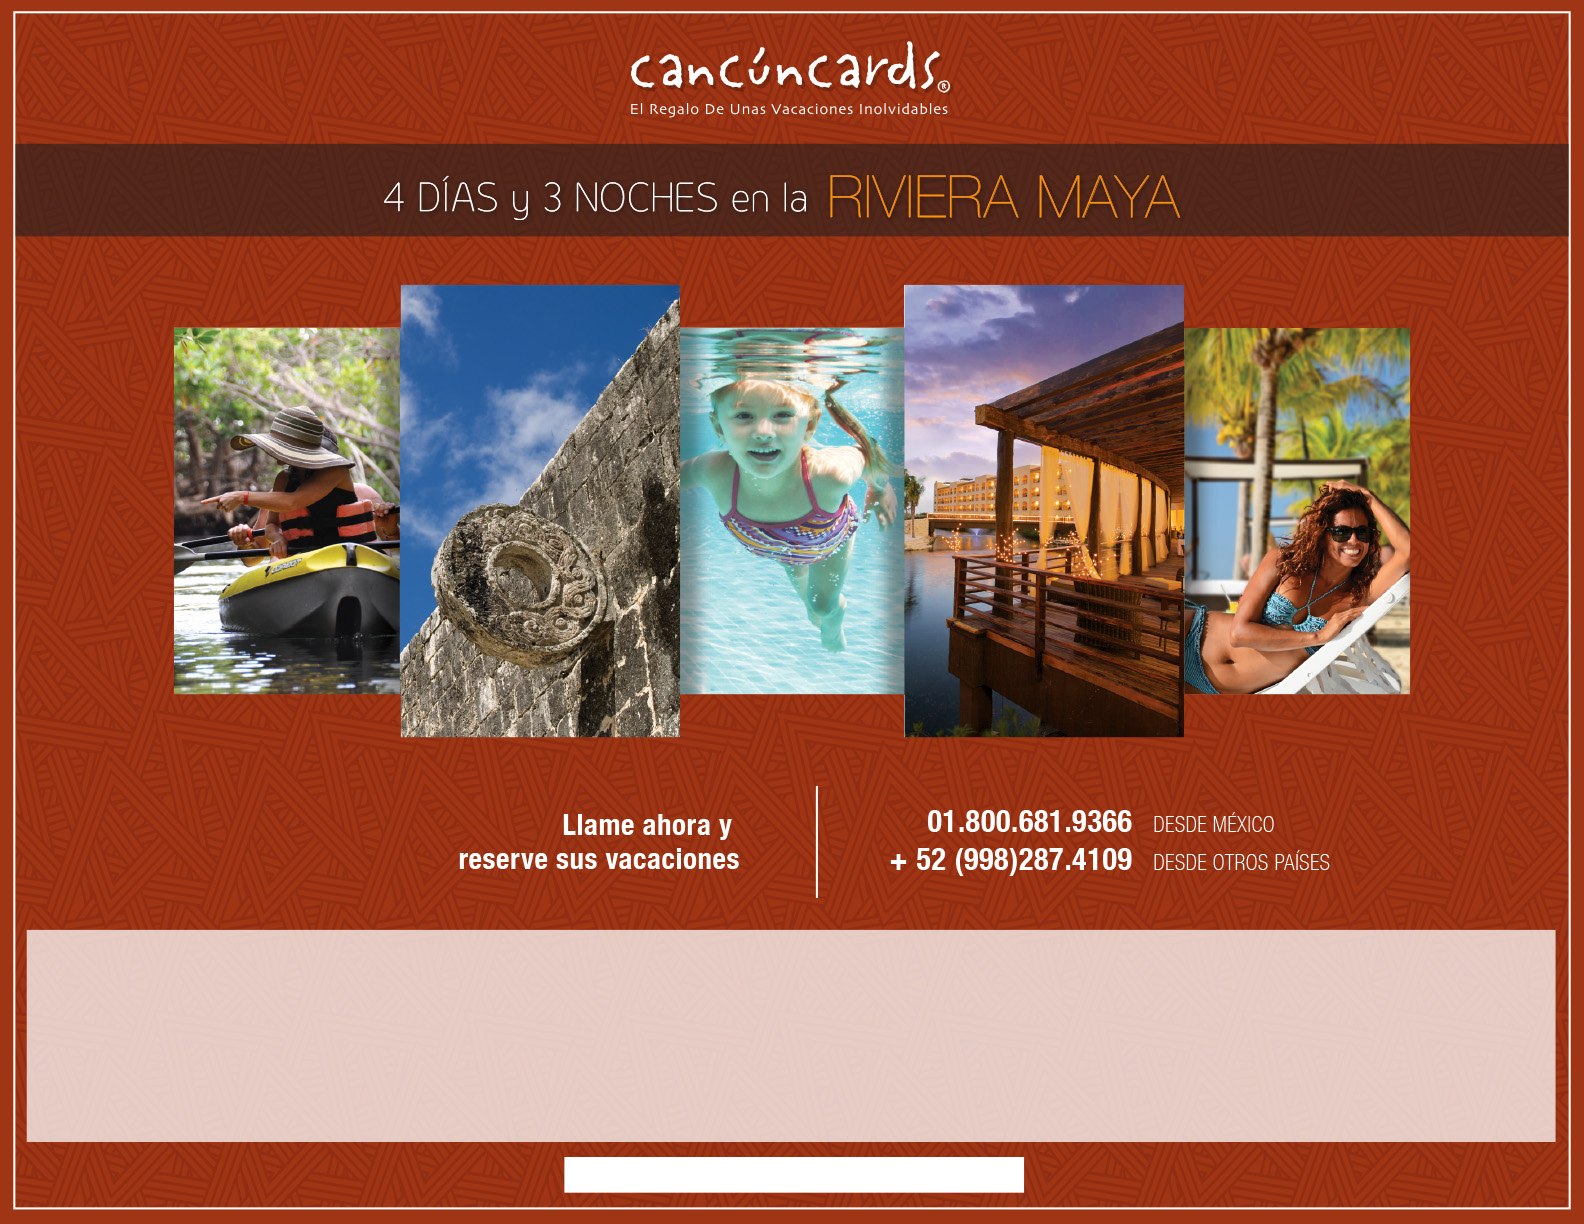 cancúncards®
El Regalo De Unas Vacaciones Inolvidables
4 DÍAS y 3 NOCHES en la RIVIERA MAYA
Llame ahora y
reserve sus vacaciones
01.800.681.9366 DESDE MÉXICO
+ 52 (998)287.4109 DESDE OTROS PAÍSES